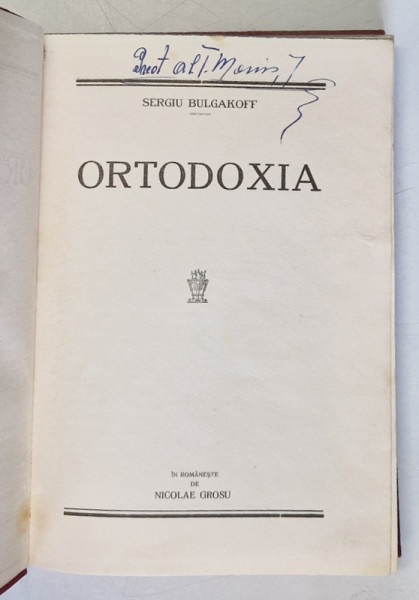 SERGIU BULGAKOFF
ORTODOXIA
ÎN ROMÂNEȘTE
DE
NICOLAE GROSU